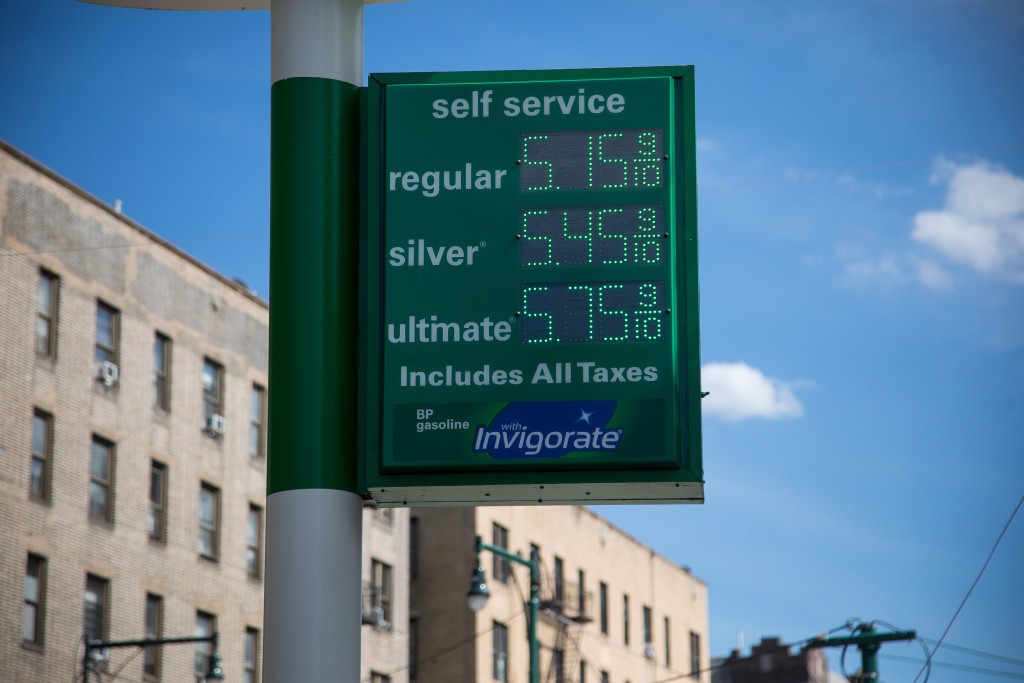 self service
regular 5.15 9/10
silver® 5.45 9/10
ultimate® 5.75 9/10
Includes All Taxes
BP
gasoline
with
Invigorate®